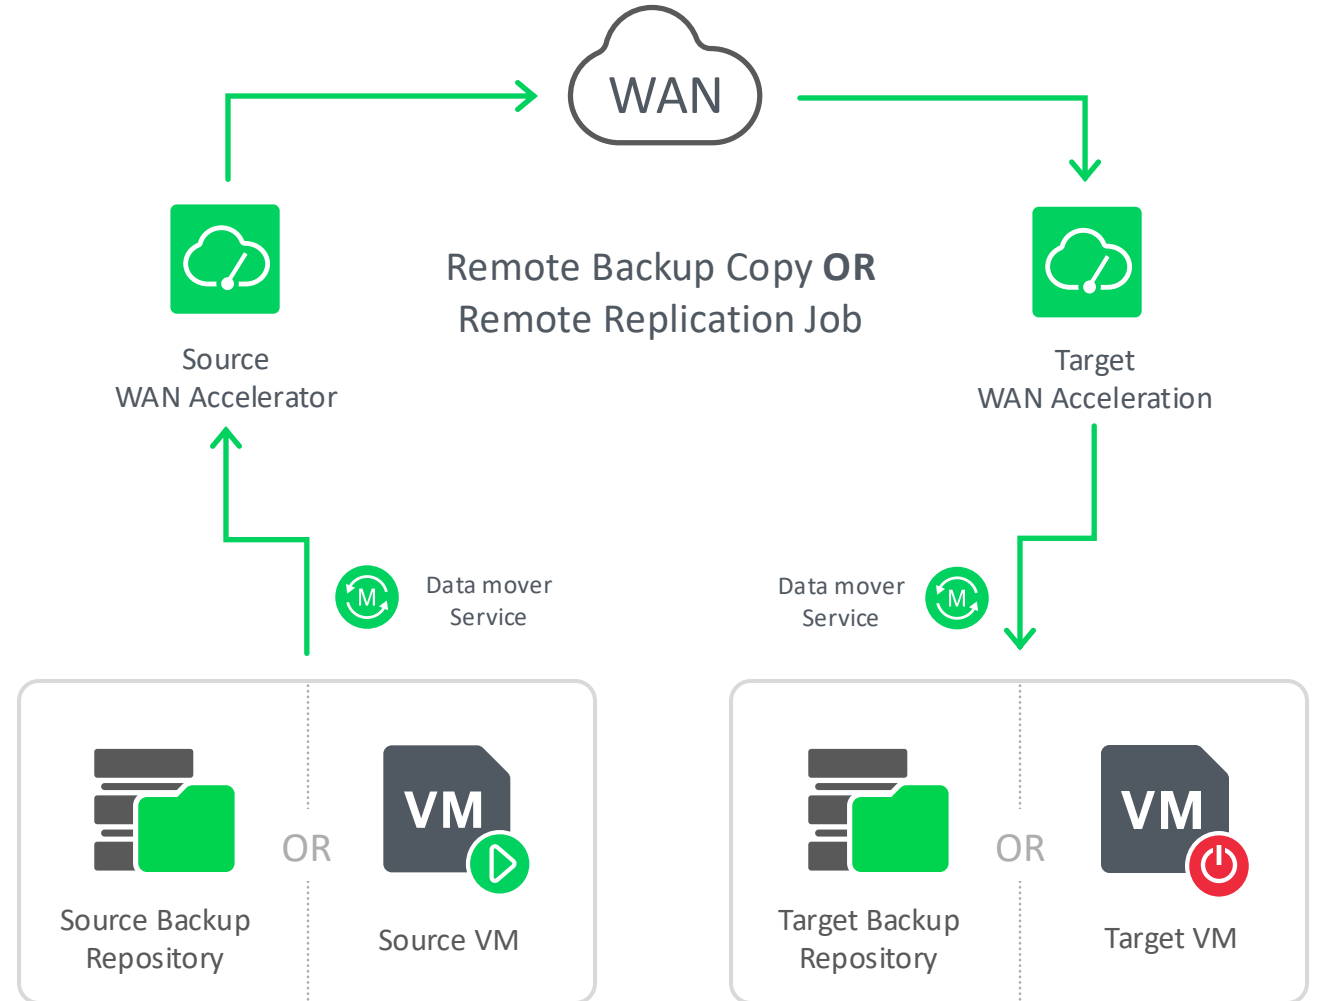 WAN
Remote Backup Copy OR
Remote Replication Job
Source
WAN Accelerator
Target
WAN Acceleration
M
Data mover
Service
Data mover
Service
M
VM
OR
Source Backup
Repository
Source VM
VM
OR
Target Backup
Repository
Target VM